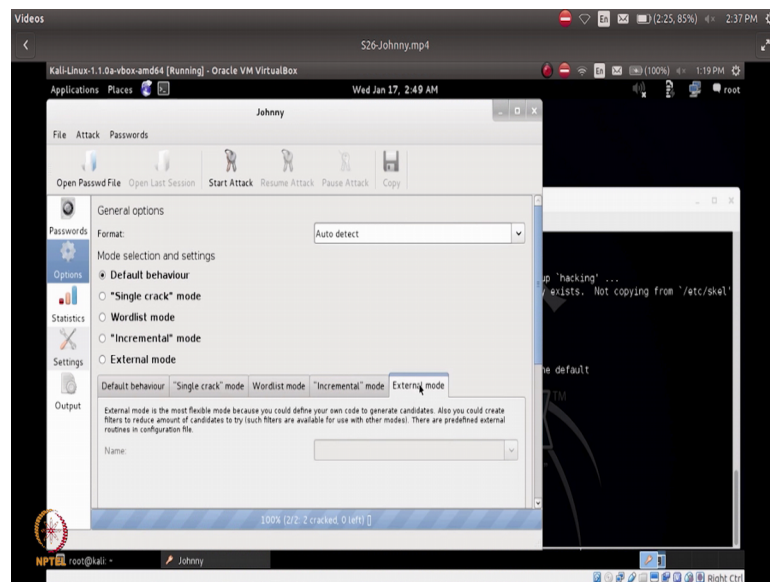 Videos
En (2:25, 85%) 2:37 PM
S26-Johnny.mp4
Kali-Linux-1.1.0a-vbox-amd64 [Running] - Oracle VM VirtualBox
En (100%) 1:19 PM
Applications Places Wed Jan 17, 2:49 AM root
Johnny
File Attack Passwords
Open Passwd File Open Last Session Start Attack Resume Attack Pause Attack Copy
Passwords
Options
Statistics
Settings
Output
General options
Format: Auto detect
Mode selection and settings
Default behaviour
"Single crack" mode
Wordlist mode
"Incremental" mode
External mode
Default behaviour "Single crack" mode Wordlist mode "Incremental" mode External mode
External mode is the most flexible mode because you could define your own code to generate candidates. Also you could create
filters to reduce amount of candidates to try (such filters are available for use with other modes). There are predefined external
routines in configuration file.
Name:
100% (2/2: 2 cracked, 0 left) []
up `hacking' ...
y exists. Not copying from `/etc/skel'
he default
TM
NPTEL
root@kali: ~ Johnny
Right Ctrl